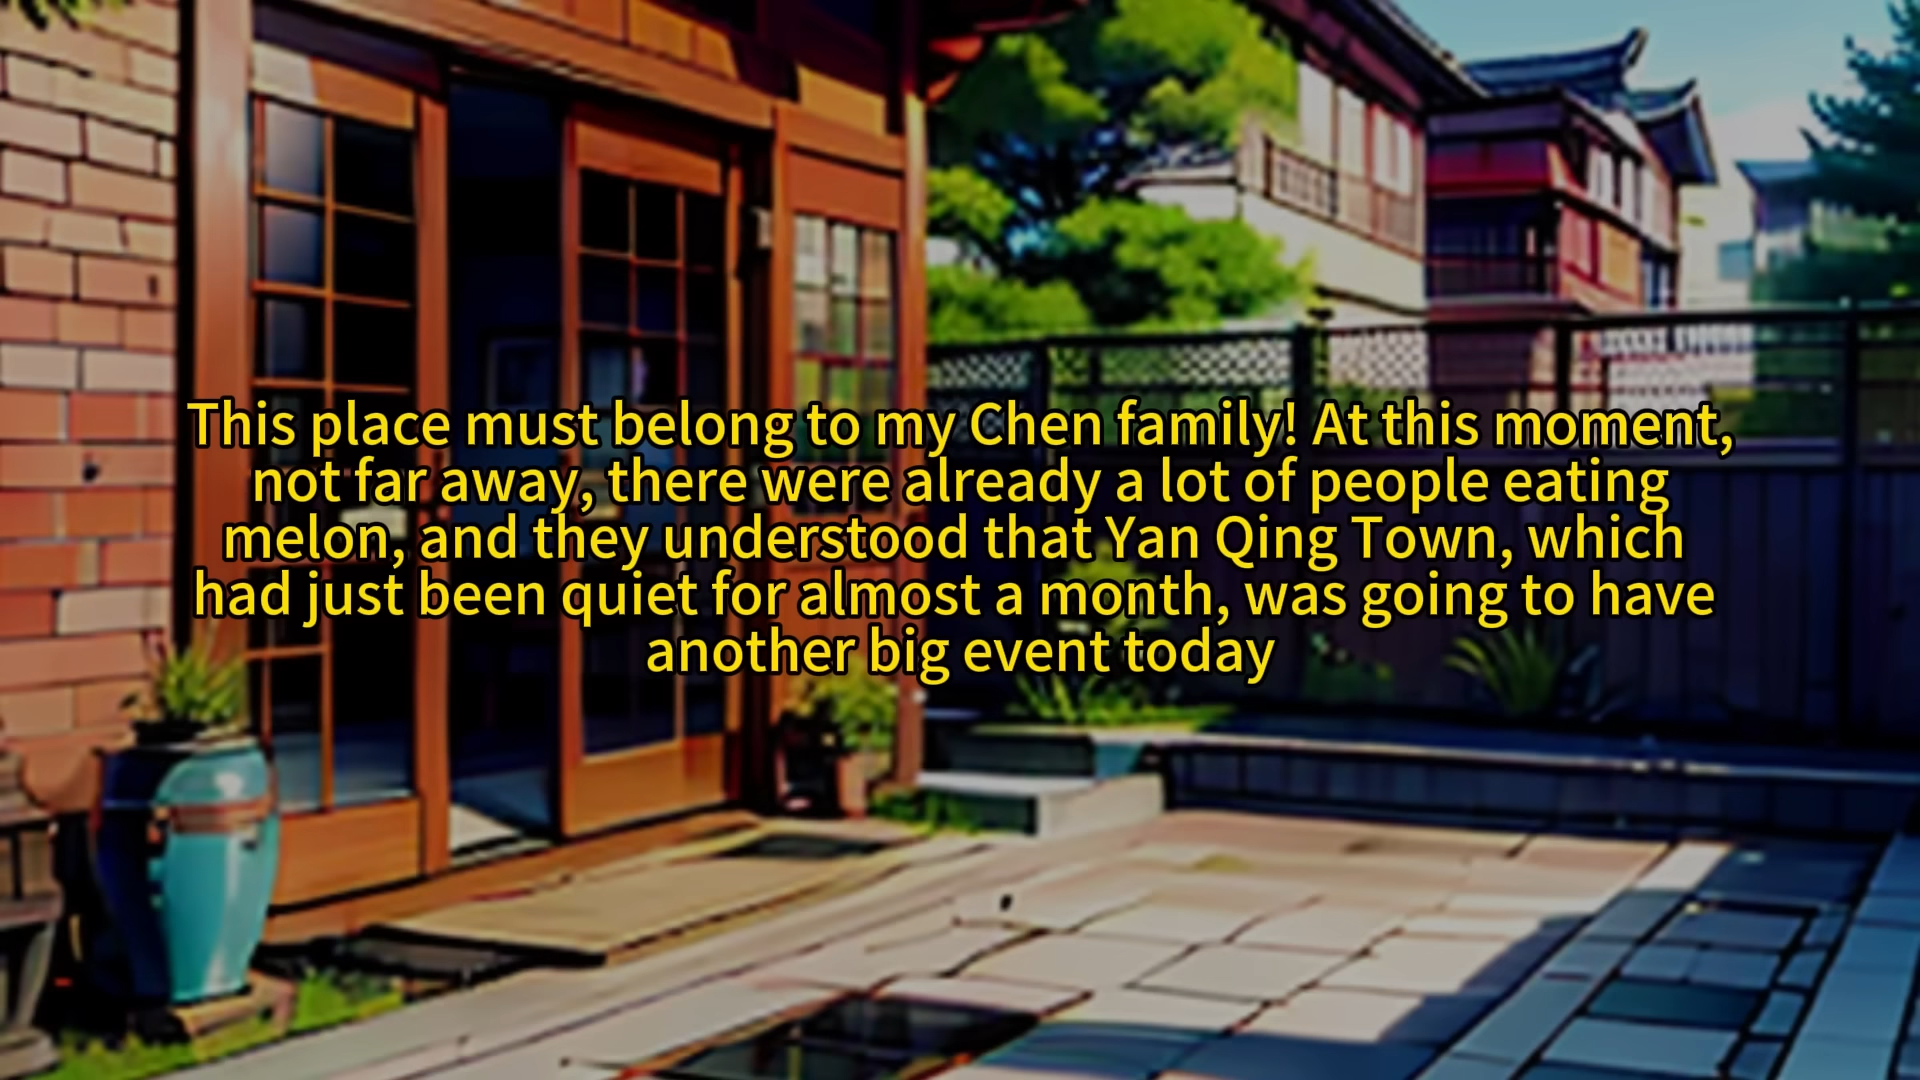 This place must belong to my Chen family! At this moment,
not far away, there were already a lot of people eating
melon, and they understood that Yan Qing Town, which
had just been quiet for almost a month, was going to have
another big event today